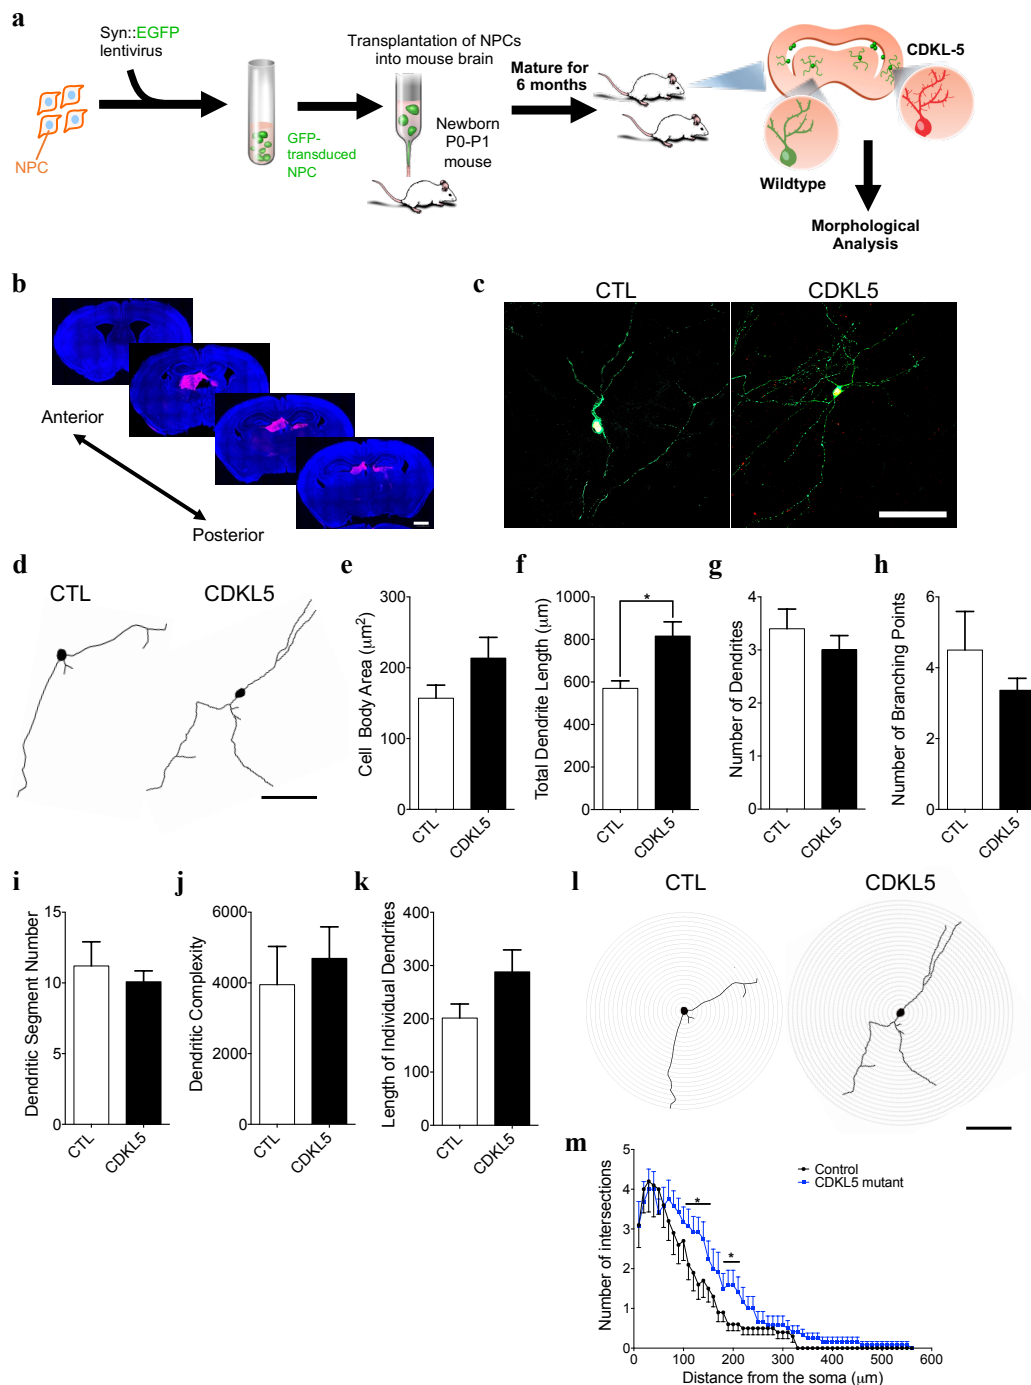 a
Syn::EGFP
lentivirus
NPC
GFP-
transduced
NPC
Transplantation of NPCs
into mouse brain
Newborn
P0-P1
mouse
Mature for
6 months
CDKL-5
Wildtype
Morphological
Analysis
b
Anterior
Posterior
c
CTL
CDKL5
d
CTL
CDKL5
e
Cell Body Area (μm²)
300
200
100
0
CTL
CDKL5
f
Total Dendrite Length (μm)
1000
800
600
400
200
0
*
CTL
CDKL5
g
Number of Dendrites
4
3
2
1
0
CTL
CDKL5
h
Number of Branching Points
6
4
2
0
CTL
CDKL5
i
Dendritic Segment Number
15
10
5
0
CTL
CDKL5
j
Dendritic Complexity
6000
4000
2000
0
CTL
CDKL5
k
Length of Individual Dendrites
400
300
200
100
0
CTL
CDKL5
l
CTL
CDKL5
m
Number of intersections
5
4
3
2
1
0
*
*
Control
CDKL5 mutant
0
100
200
300
400
500
600
Distance from the soma (μm)